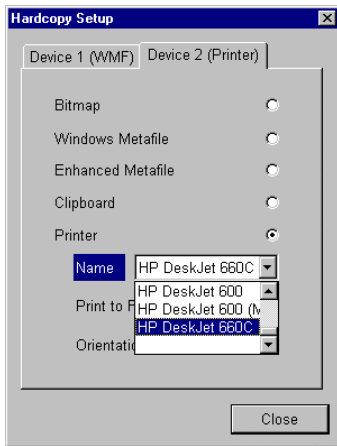 Hardcopy Setup
Device 1 (WMF) Device 2 (Printer)
Bitmap
Windows Metafile
Enhanced Metafile
Clipboard
Printer
Name HP DeskJet 660C
HP DeskJet 600
Print to F HP DeskJet 600 (M
HP DeskJet 660C
Orientatio
Close